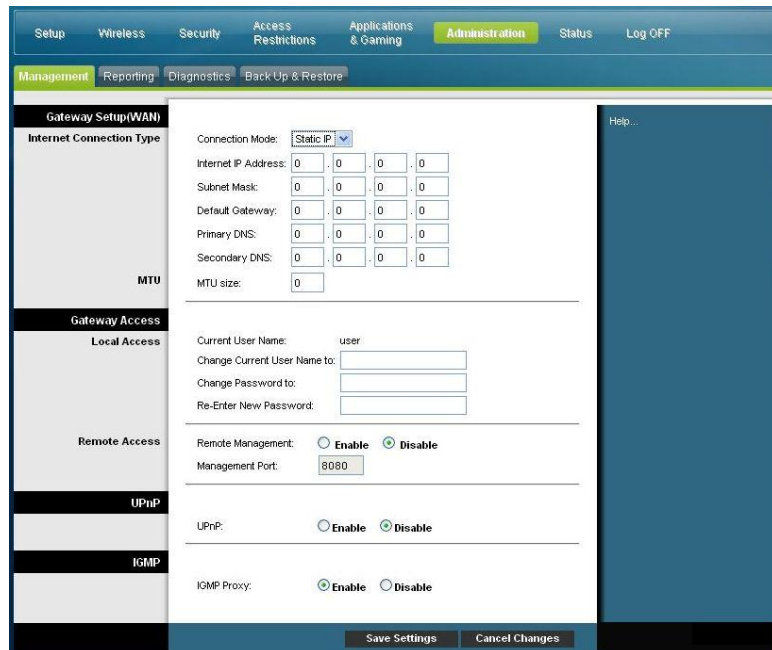 Setup Wireless Security Access Restrictions Applications & Gaming Administration Status Log OFF
Management Reporting Diagnostics Back Up & Restore
Gateway Setup(WAN)
Help...
Internet Connection Type
Connection Mode: Static IP
Internet IP Address: 0 . 0 . 0 . 0
Subnet Mask: 0 . 0 . 0 . 0
Default Gateway: 0 . 0 . 0 . 0
Primary DNS: 0 . 0 . 0 . 0
Secondary DNS: 0 . 0 . 0 . 0
MTU
MTU size: 0
Gateway Access
Local Access
Current User Name: user
Change Current User Name to:
Change Password to:
Re-Enter New Password:
Remote Access
Remote Management: Enable Disable
Management Port: 8080
UPnP
UPnP: Enable Disable
IGMP
IGMP Proxy: Enable Disable
Save Settings Cancel Changes